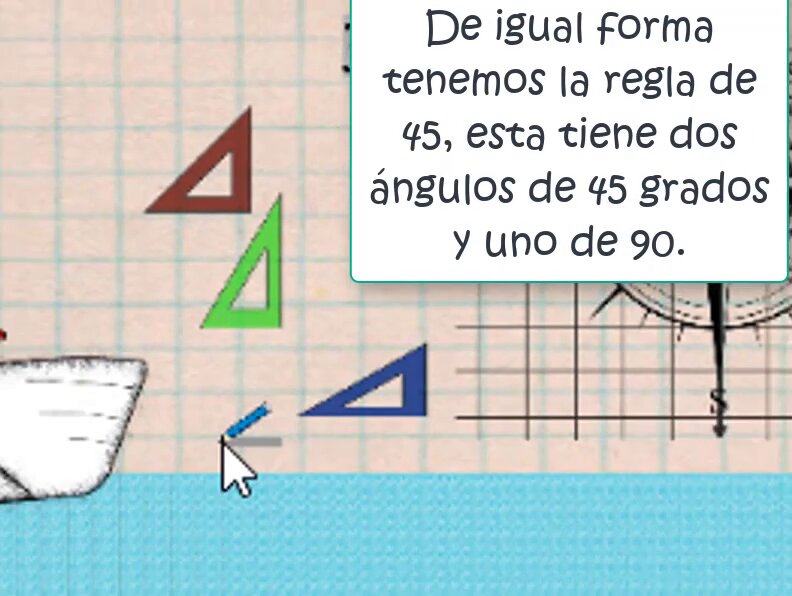 De igual forma
tenemos la regla de
45, esta tiene dos
ángulos de 45 grados
y uno de 90.
S